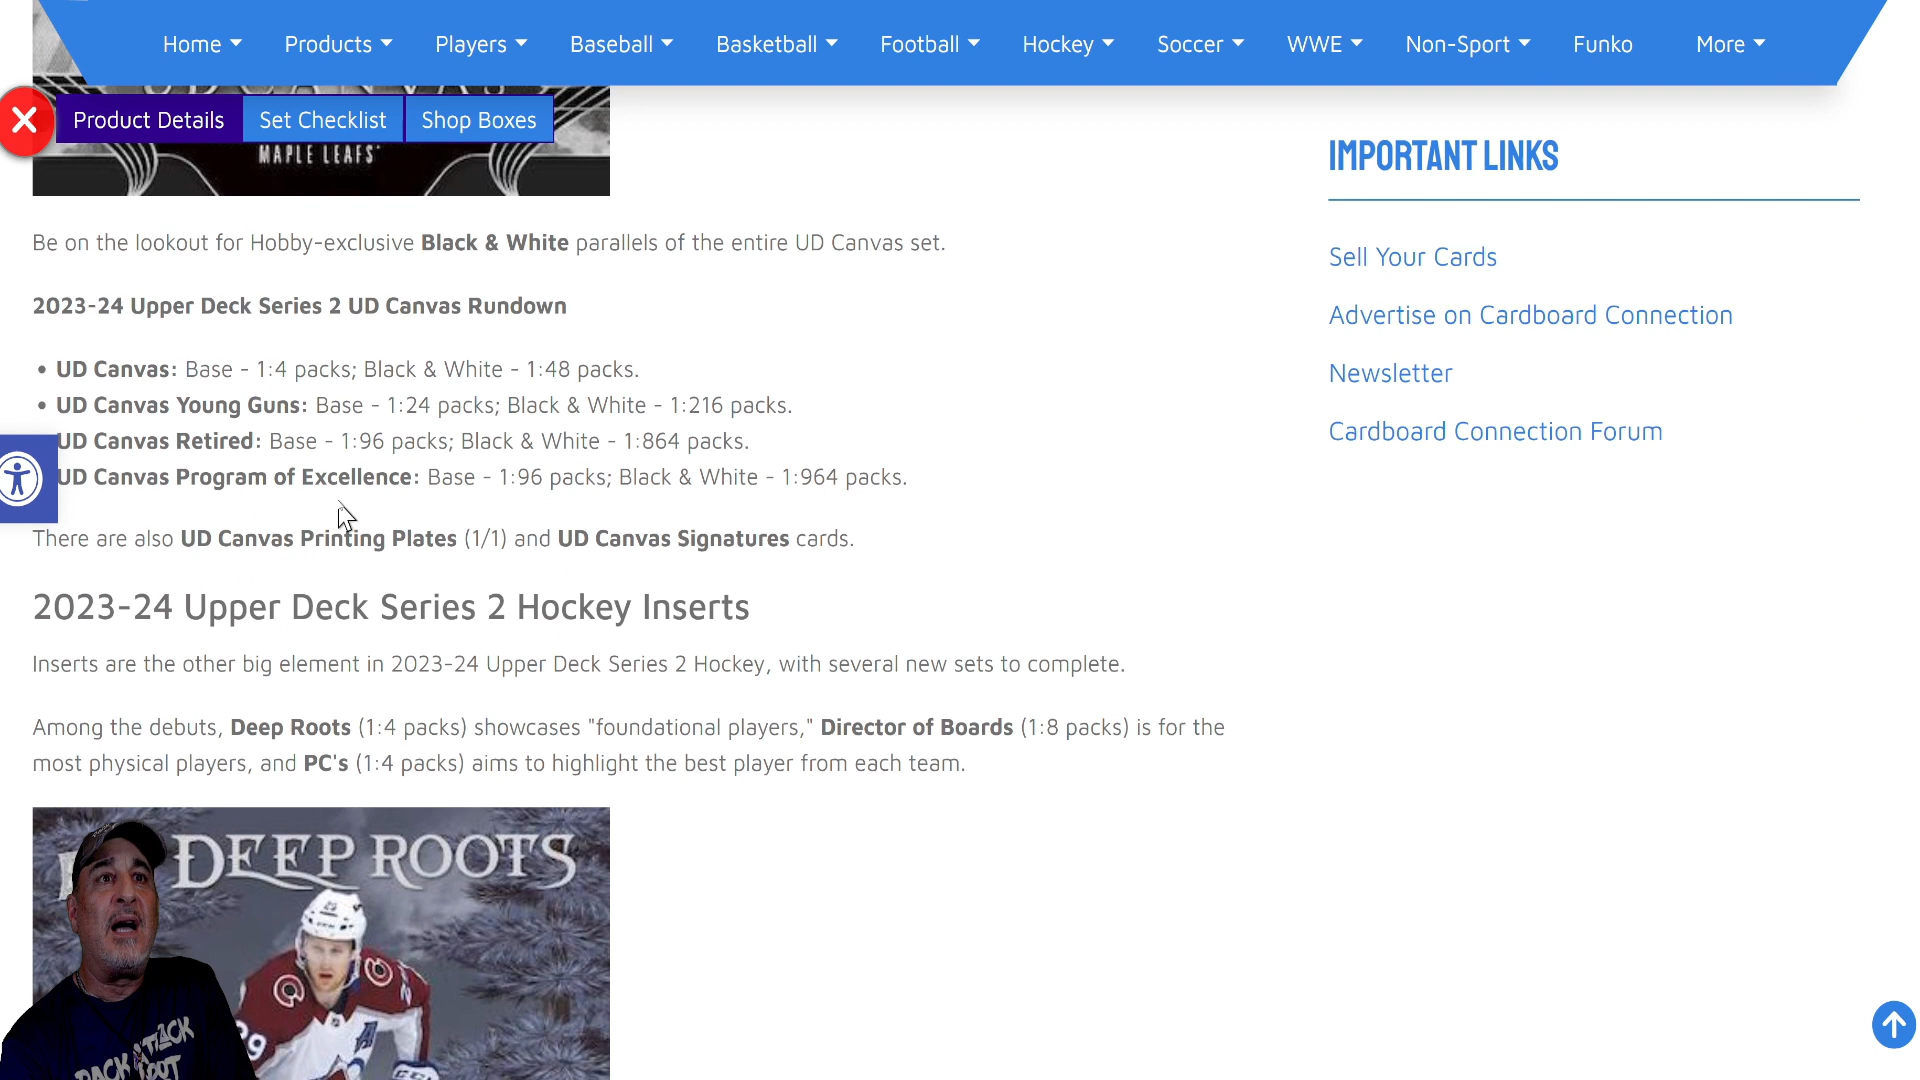 Home Products Players Baseball Basketball Football Hockey Soccer WWE Non-Sport Funko More
Product Details Set Checklist Shop Boxes
MAPLE LEAFS
Be on the lookout for Hobby-exclusive Black & White parallels of the entire UD Canvas set.
2023-24 Upper Deck Series 2 UD Canvas Rundown
• UD Canvas: Base - 1:4 packs; Black & White - 1:48 packs.
• UD Canvas Young Guns: Base - 1:24 packs; Black & White - 1:216 packs.
UD Canvas Retired: Base - 1:96 packs; Black & White - 1:864 packs.
UD Canvas Program of Excellence: Base - 1:96 packs; Black & White - 1:964 packs.
There are also UD Canvas Printing Plates (1/1) and UD Canvas Signatures cards.
2023-24 Upper Deck Series 2 Hockey Inserts
Inserts are the other big element in 2023-24 Upper Deck Series 2 Hockey, with several new sets to complete.
Among the debuts, Deep Roots (1:4 packs) showcases "foundational players," Director of Boards (1:8 packs) is for the
most physical players, and PC's (1:4 packs) aims to highlight the best player from each team.
DEEP ROOTS
IMPORTANT LINKS
Sell Your Cards
Advertise on Cardboard Connection
Newsletter
Cardboard Connection Forum